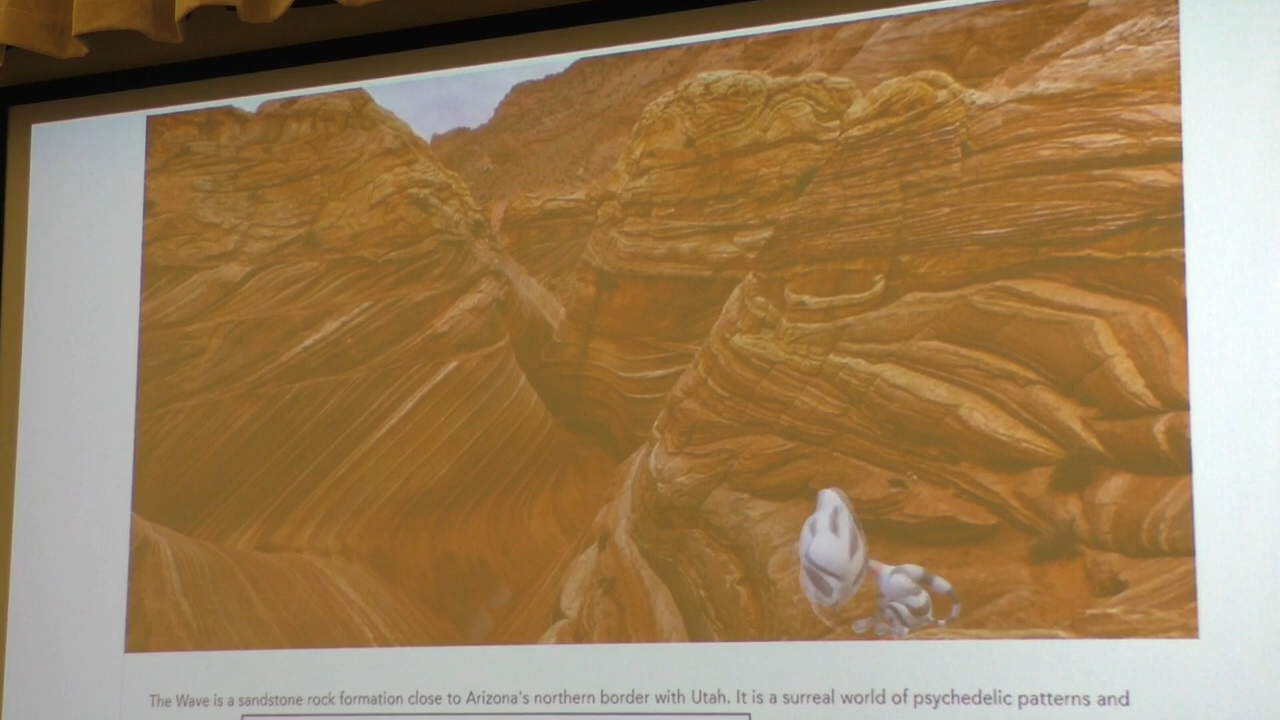 The Wave is a sandstone rock formation close to Arizona's northern border with Utah. It is a surreal world of psychedelic patterns and